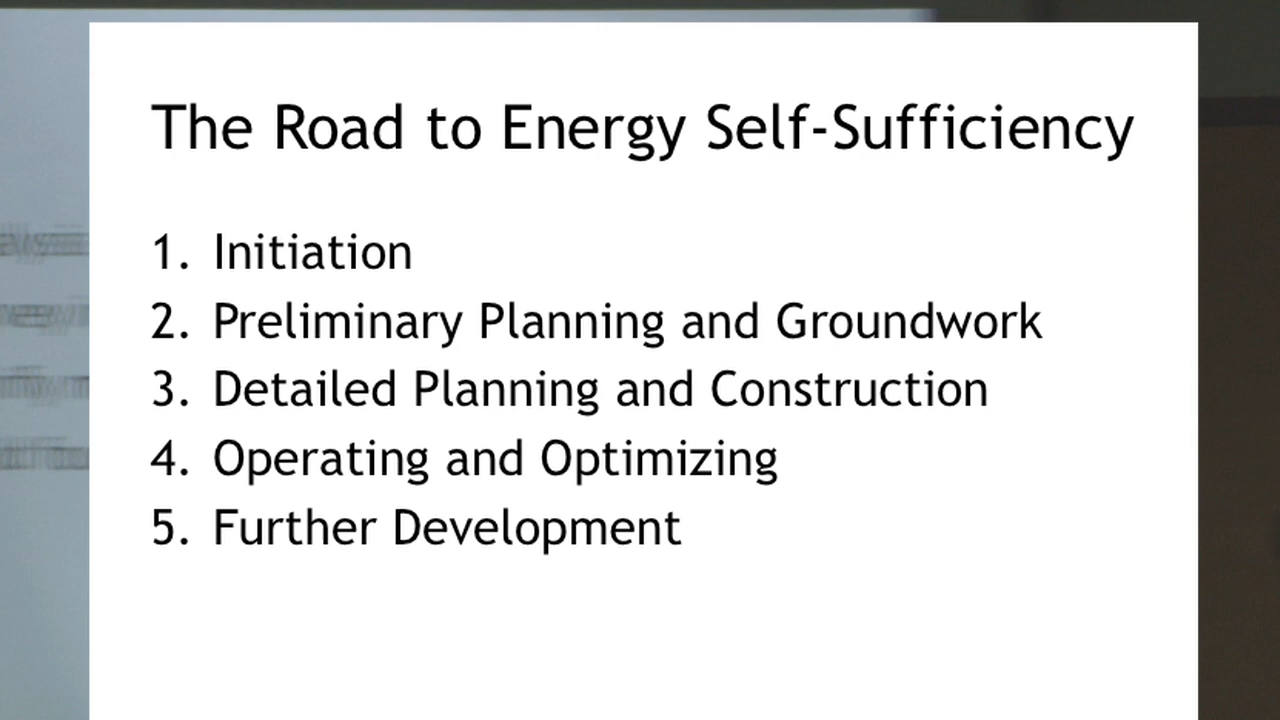 The Road to Energy Self-Sufficiency
1. Initiation
2. Preliminary Planning and Groundwork
3. Detailed Planning and Construction
4. Operating and Optimizing
5. Further Development